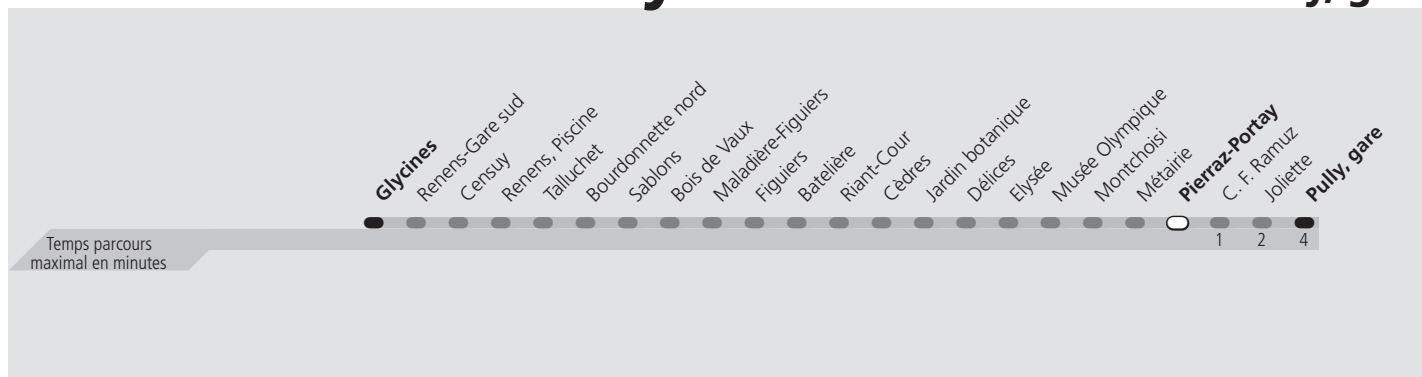 Glycines
Renens-Gare sud
Censuy
Renens, Piscine
Talluchet
Bourdonnette nord
Sablons
Bois de Vaux
Maladière-Figuiers
Figuiers
Batelière
Riant-Cour
Cèdres
Jardin botanique
Délices
Elysée
Musée Olympique
Montchoisi
Métairie
Pierraz-Portay
C. F. Ramuz
Joliette
Pully, gare
Temps parcours
maximal en minutes
1 2 4